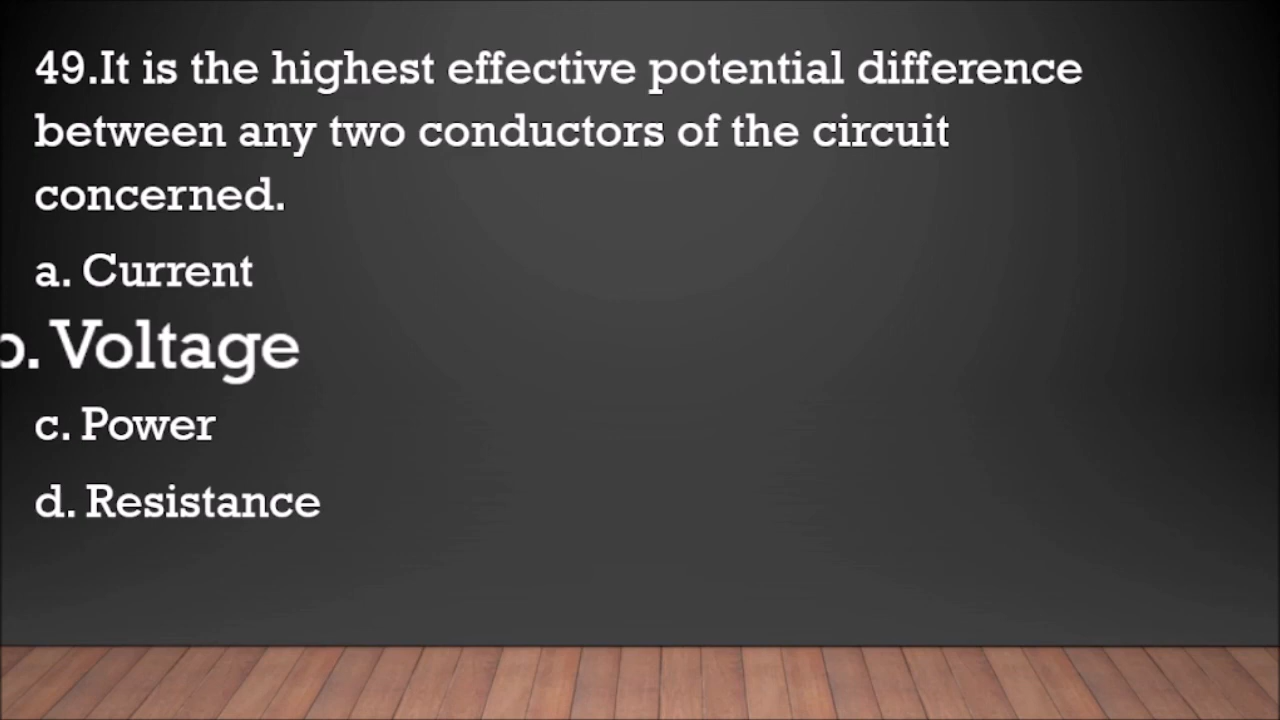 49.It is the highest effective potential difference
between any two conductors of the circuit
concerned.
a. Current
b. Voltage
c. Power
d. Resistance